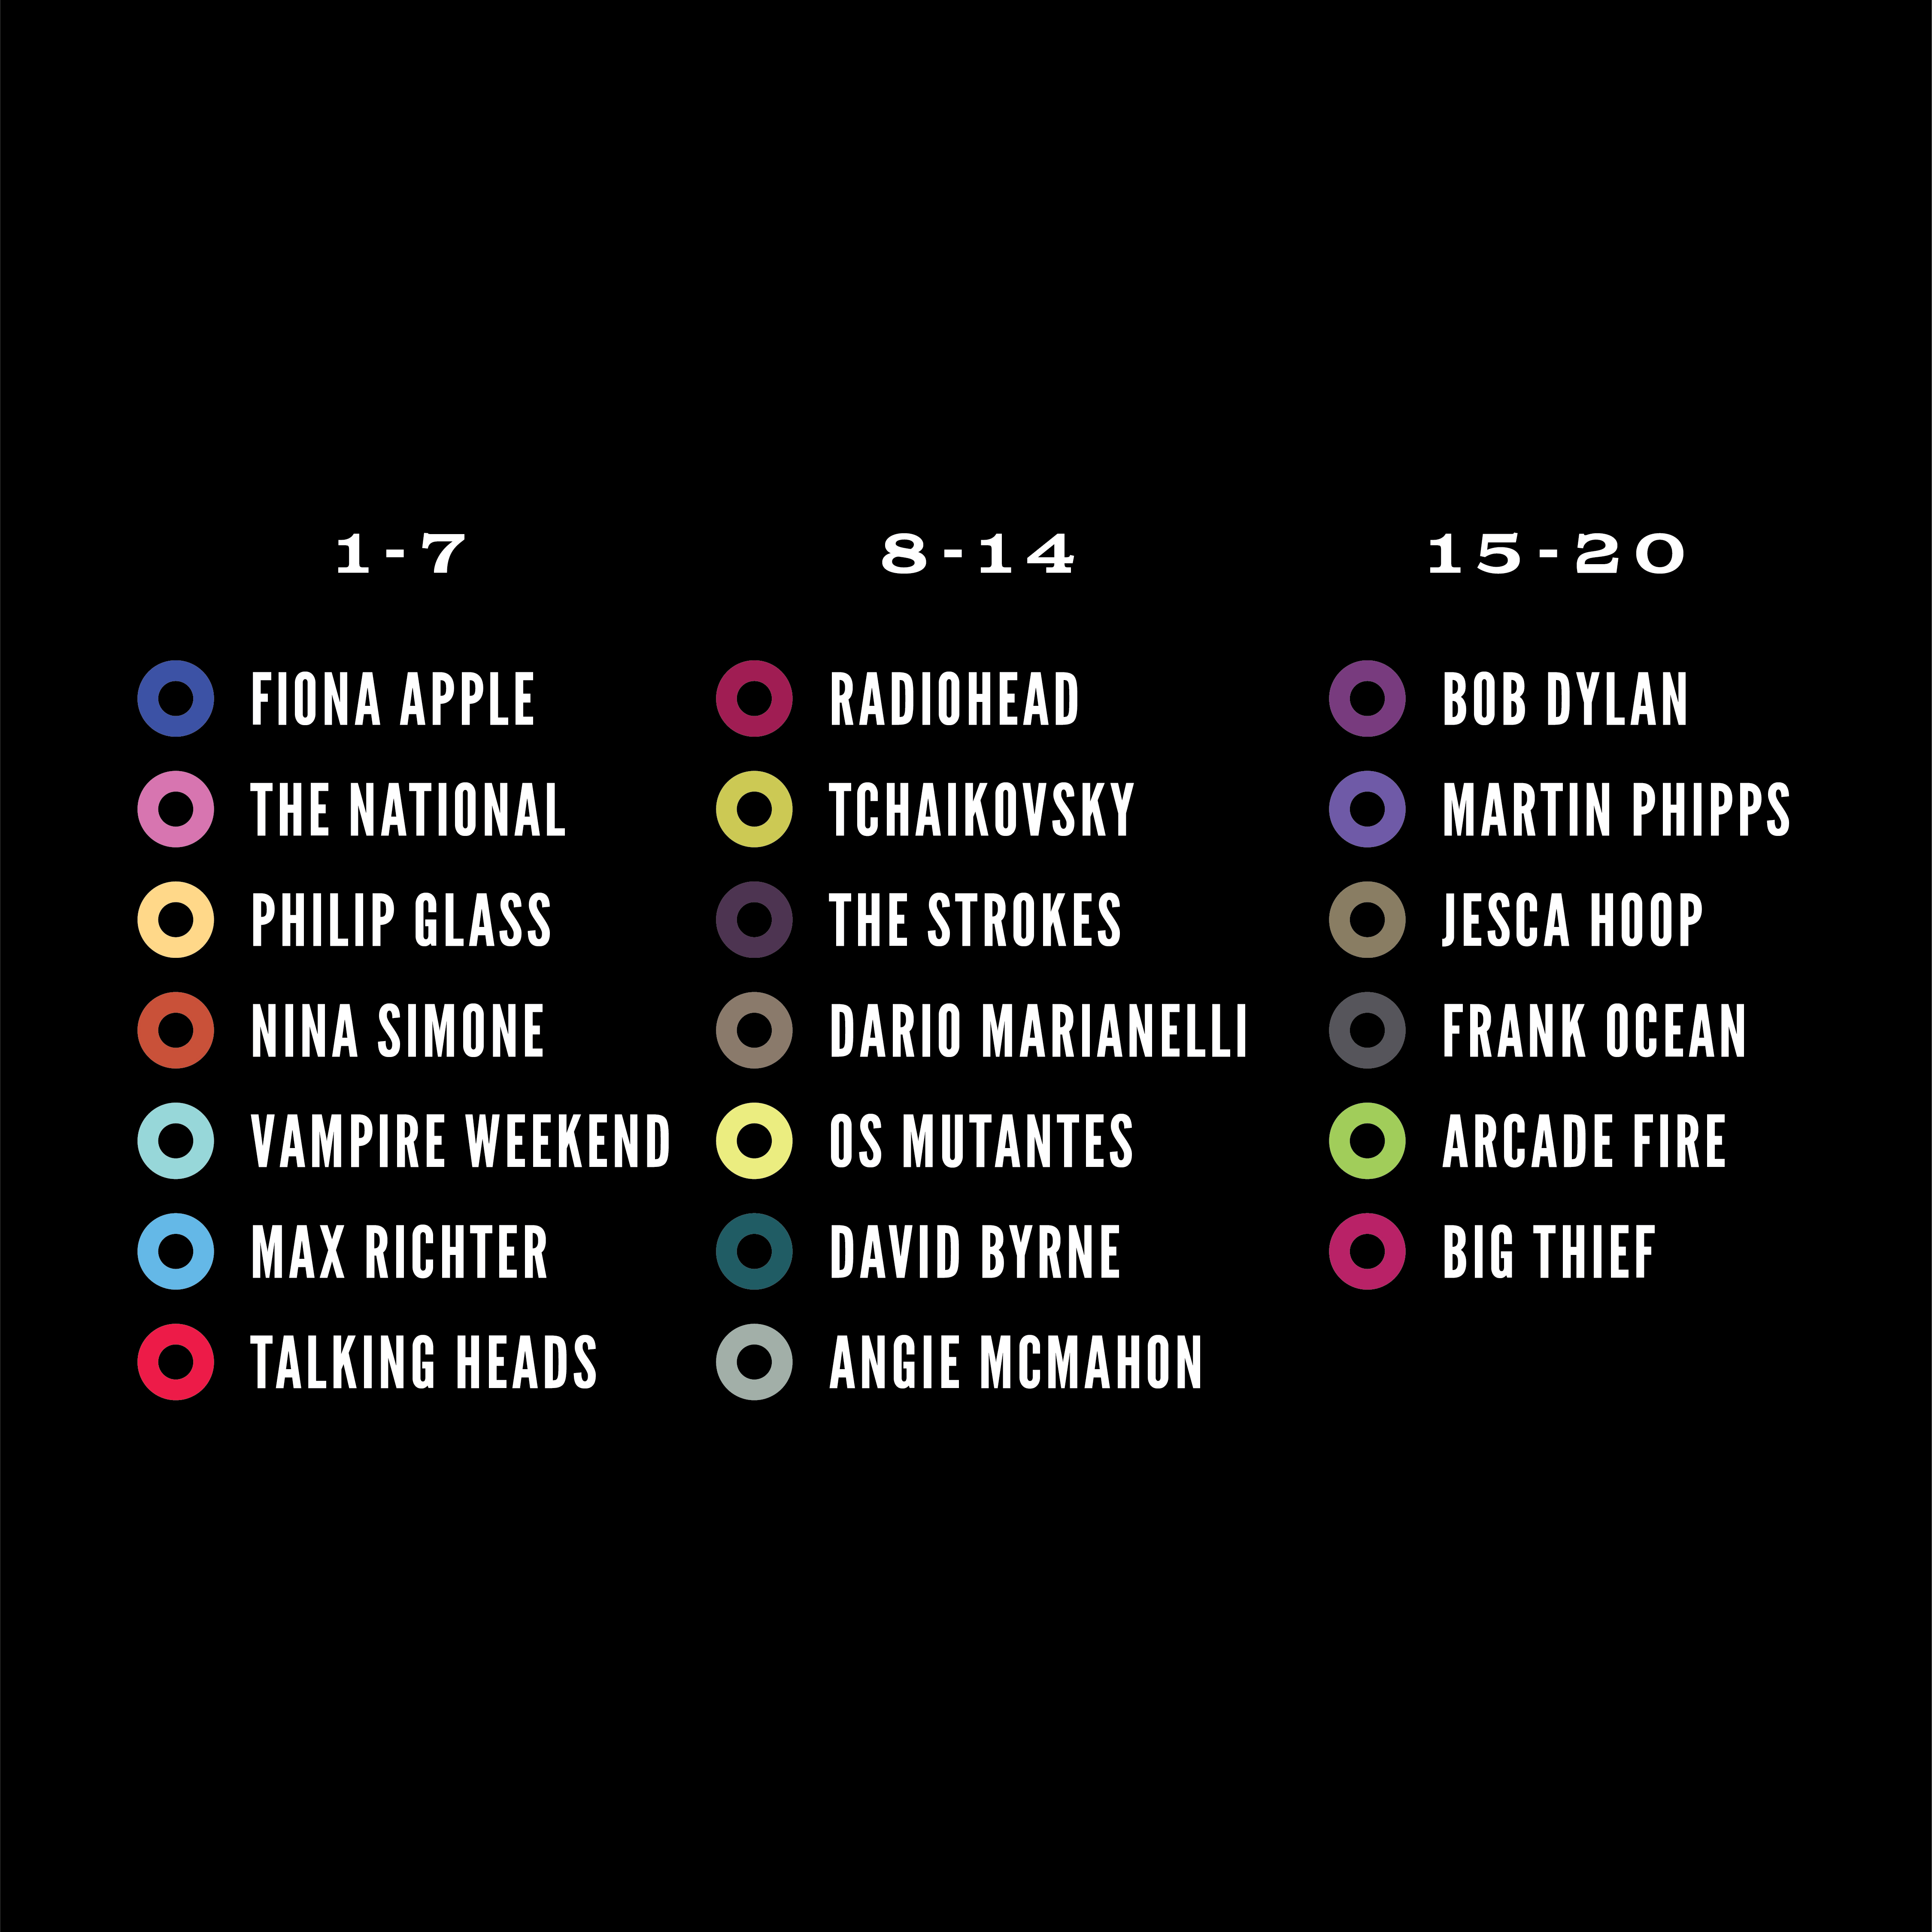 1-7
FIONA APPLE
THE NATIONAL
PHILIP GLASS
NINA SIMONE
VAMPIRE WEEKEND
MAX RICHTER
TALKING HEADS
8-14
RADIOHEAD
TCHAIKOVSKY
THE STROKES
DARIO MARIANELLI
OS MUTANTES
DAVID BYRNE
ANGIE MCMAHON
15-20
BOB DYLAN
MARTIN PHIPPS
JESCA HOOP
FRANK OCEAN
ARCADE FIRE
BIG THIEF